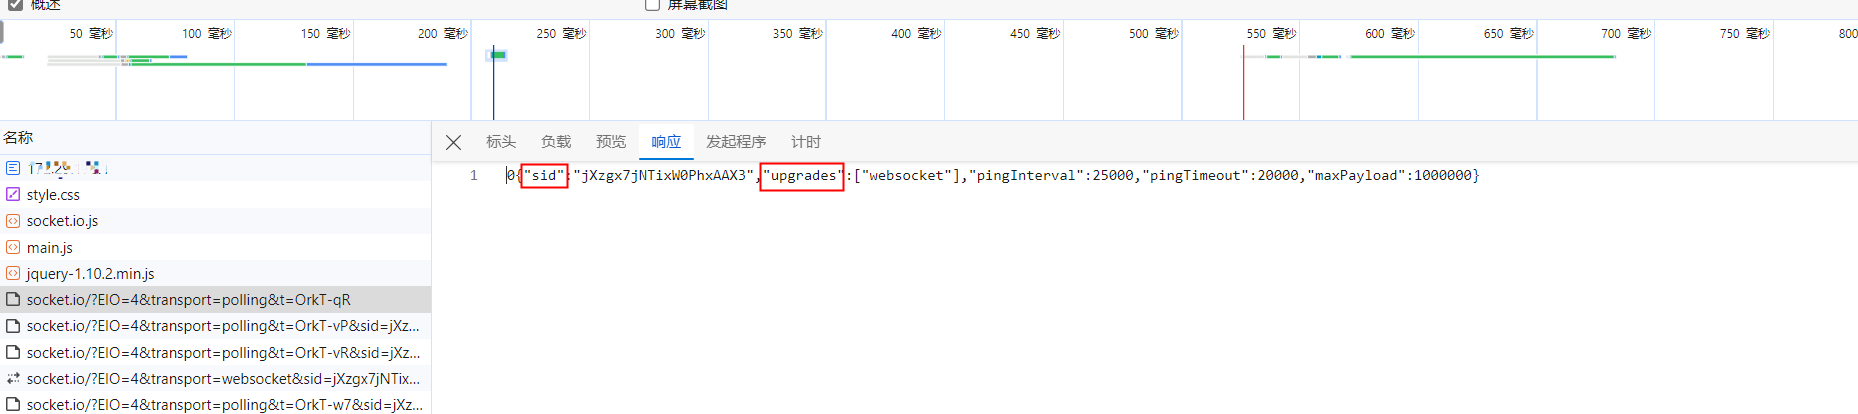 概述 屏幕截图
50 毫秒 100 毫秒 150 毫秒 200 毫秒 250 毫秒 300 毫秒 350 毫秒 400 毫秒 450 毫秒 500 毫秒 550 毫秒 600 毫秒 650 毫秒 700 毫秒 750 毫秒 800
名称
标头 负载 预览 响应 发起程序 计时
1 0{"sid":"jXzgx7jNTixW0PhxAAX3","upgrades":["websocket"],"pingInterval":25000,"pingTimeout":20000,"maxPayload":1000000}
style.css
socket.io.js
main.js
jquery-1.10.2.min.js
socket.io/?EIO=4&transport=polling&t=OrkT-qR
socket.io/?EIO=4&transport=polling&t=OrkT-vP&sid=jXz...
socket.io/?EIO=4&transport=polling&t=OrkT-vR&sid=jXz...
socket.io/?EIO=4&transport=websocket&sid=jXzgx7jNTix...
socket.io/?EIO=4&transport=polling&t=OrkT-w7&sid=jXz...